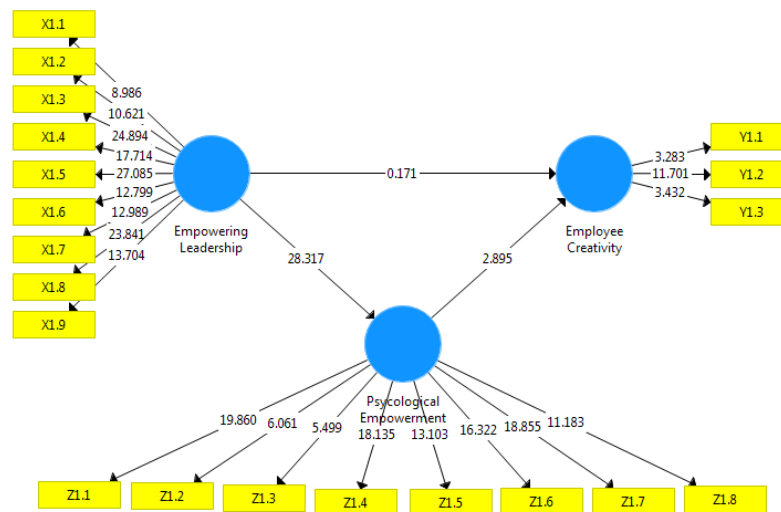 X1.1
X1.2
X1.3
X1.4
X1.5
X1.6
X1.7
X1.8
X1.9
8.986
10.621
24.894
17.714
27.085
12.799
12.989
23.841
13.704
Empowering
Leadership
0.171
Employee
Creativity
3.283
11.701
3.432
Y1.1
Y1.2
Y1.3
28.317
2.895
Psycological
Empowerment
19.860
6.061
5.499
18.135
13.103
16.322
18.855
11.183
Z1.1
Z1.2
Z1.3
Z1.4
Z1.5
Z1.6
Z1.7
Z1.8